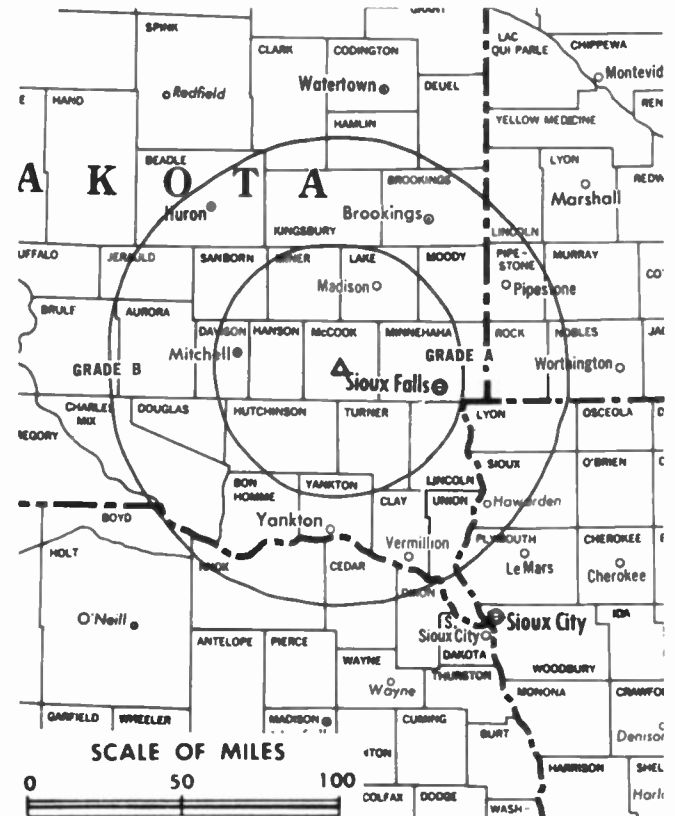 SPINK
CLARK
CODINGTON
LAC
QUI PARLE
CHIPPEWA
Watertown
DEUEL
Montevid
HAND
Redfield
REN
HAMLIN
YELLOW MEDICINE
BEADLE
LYON
REDW
A K O T A
BROOKINGS
Marshall
Huron
Brookings
KINGSBURY
LINCOLN
UFFALO
JERAULD
SANBORN
MINER
LAKE
MOODY
PIPE-
STONE
MURRAY
CO
Madison
Pipestone
BRULE
AURORA
DAVISON
HANSON
McCOOK
MINNEHAHA
ROCK
NOBLES
JAC
Mitchell
GRADE A
GRADE B
Worthington
Sioux Falls
CHARLES
MIX
DOUGLAS
HUTCHINSON
TURNER
LYON
OSCEOLA
D
REGORY
SIOUX
O'BRIEN
C
BON
HOMME
YANKTON
CLAY
LINCOLN
UNION
Hawarden
BOYD
Yankton
Vermillion
PLYMOUTH
CHEROKEE
HOLT
KNOX
CEDAR
Le Mars
Cherokee
DIXON
O'Neill
S.
Sioux City
Sioux City
IDA
ANTELOPE
PIERCE
DAKOTA
WAYNE
THURSTON
WOODBURY
Wayne
MONONA
CRAWFO
GARFIELD
WHEELER
MADISON
CUMING
BURT
Denison
SCALE OF MILES
NTON
HARRISON
SHEL
0 50 100
COLFAX
DODGE
WASH-
Harl